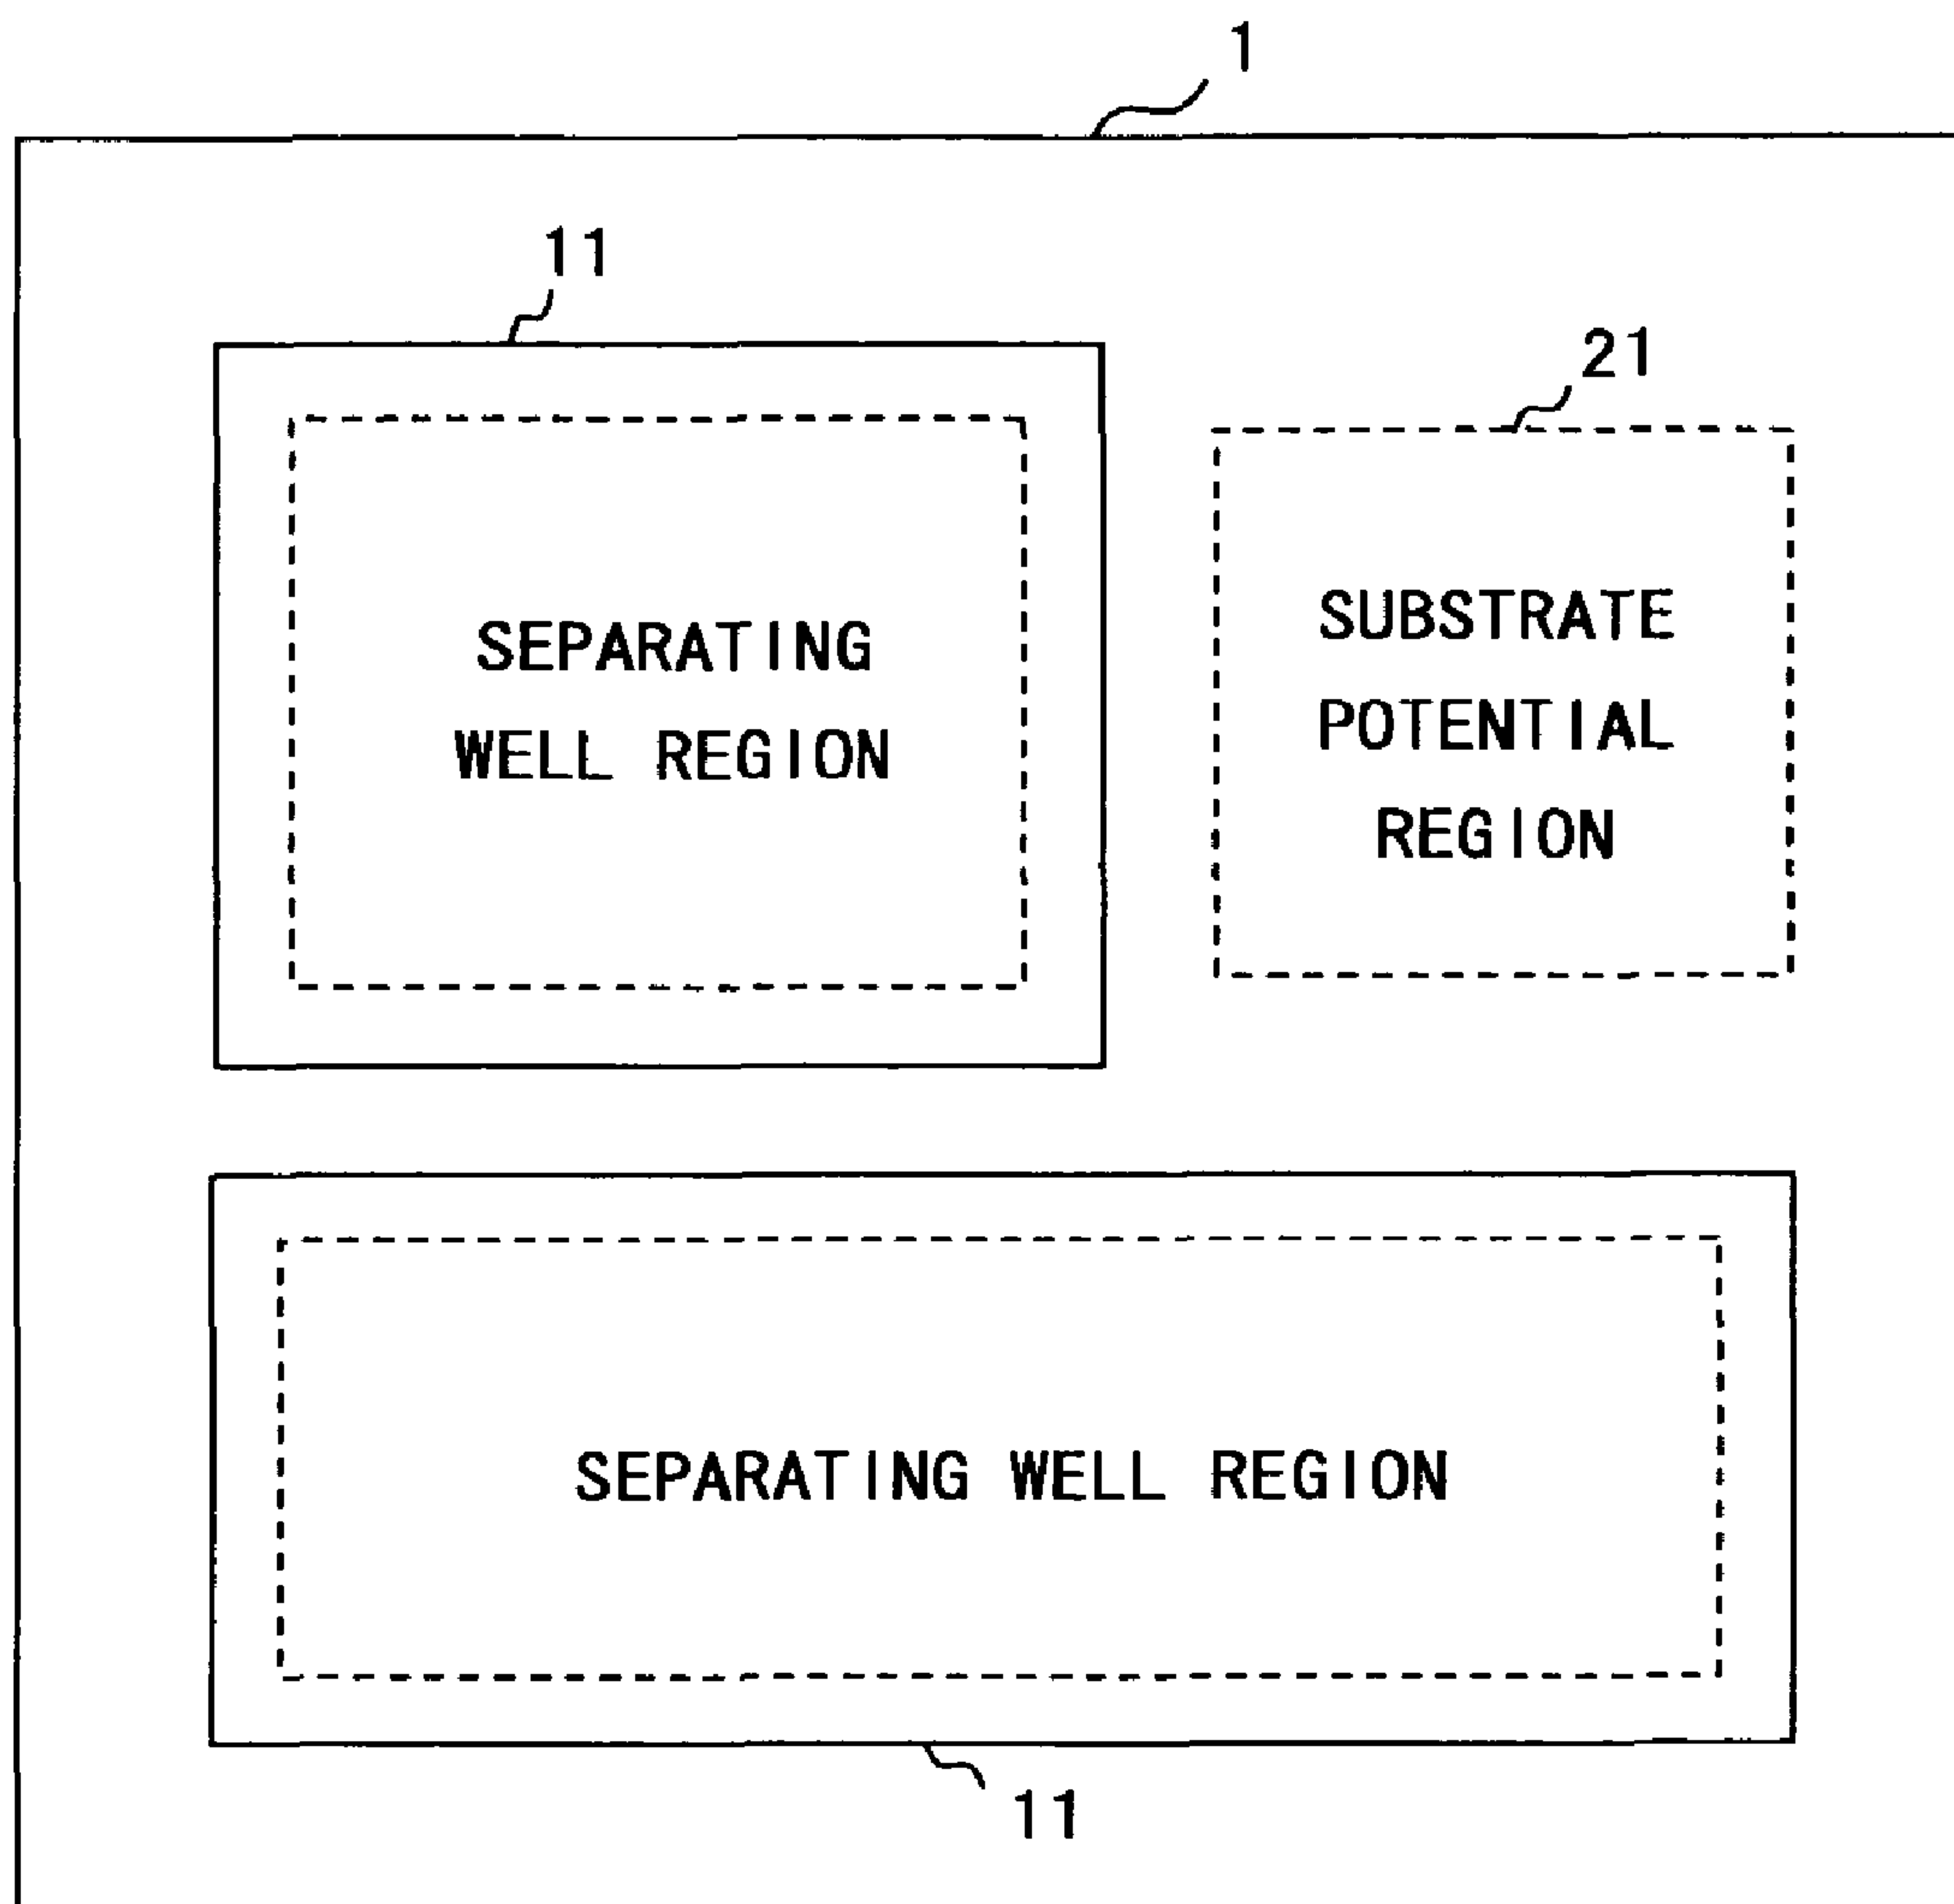 1
11
21
SEPARATING
WELL REGION
SUBSTRATE
POTENTIAL
REGION
SEPARATING WELL REGION
11